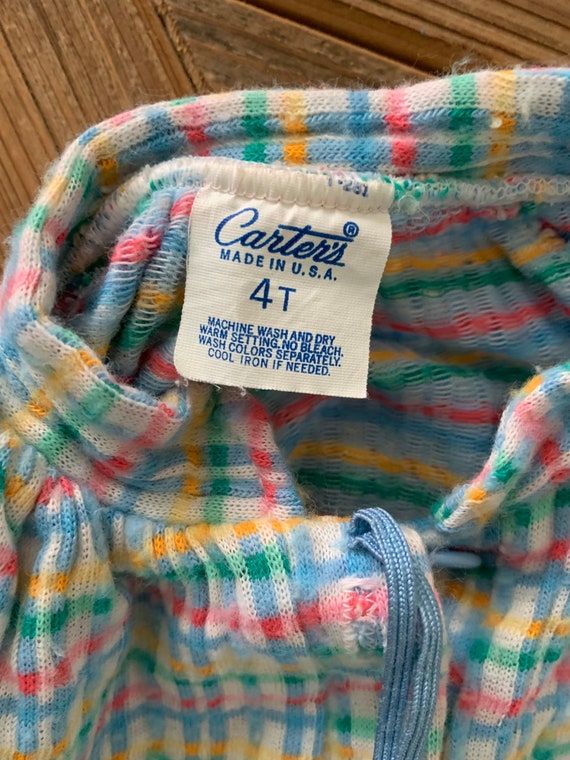 Carter's®
MADE IN U.S.A.
4T
MACHINE WASH AND DRY
WARM SETTING. NO BLEACH.
WASH COLORS SEPARATELY.
COOL IRON IF NEEDED.